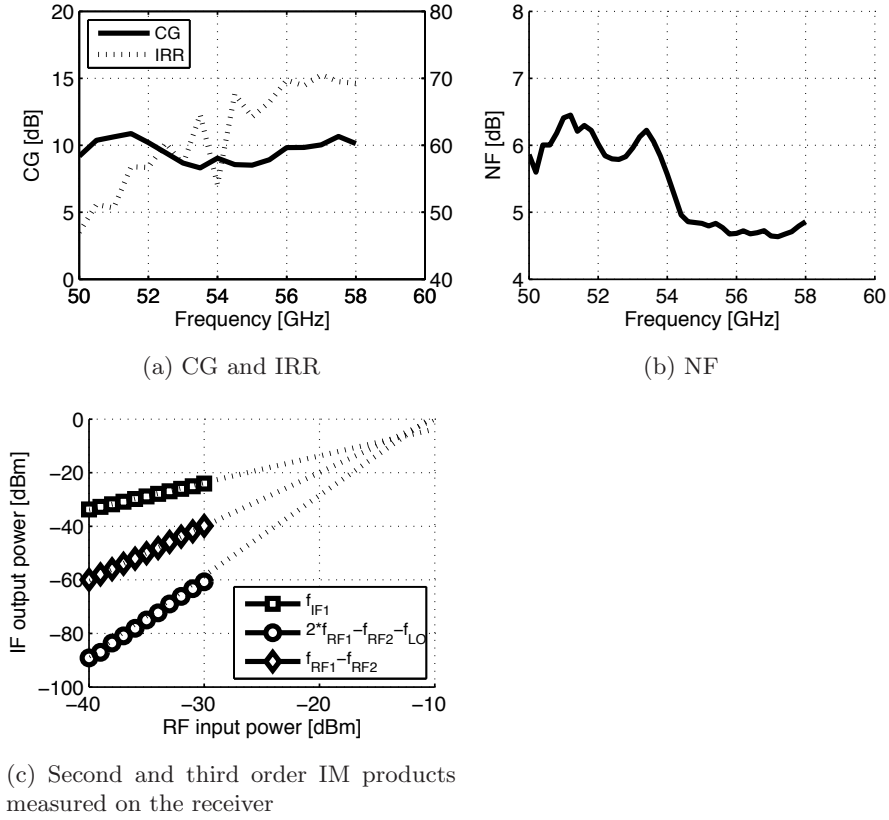 20
15
10
5
0
CG [dB]
CG
IRR
80
70
60
50
40
50 52 54 56 58 60
Frequency [GHz]
(a) CG and IRR
8
7
6
5
4
NF [dB]
50 52 54 56 58 60
Frequency [GHz]
(b) NF
0
−20
−40
−60
−80
−100
IF output power [dBm]
f_IF1
2*f_RF1−f_RF2−f_LO
f_RF1−f_RF2
−40 −30 −20 −10
RF input power [dBm]
(c) Second and third order IM products
measured on the receiver